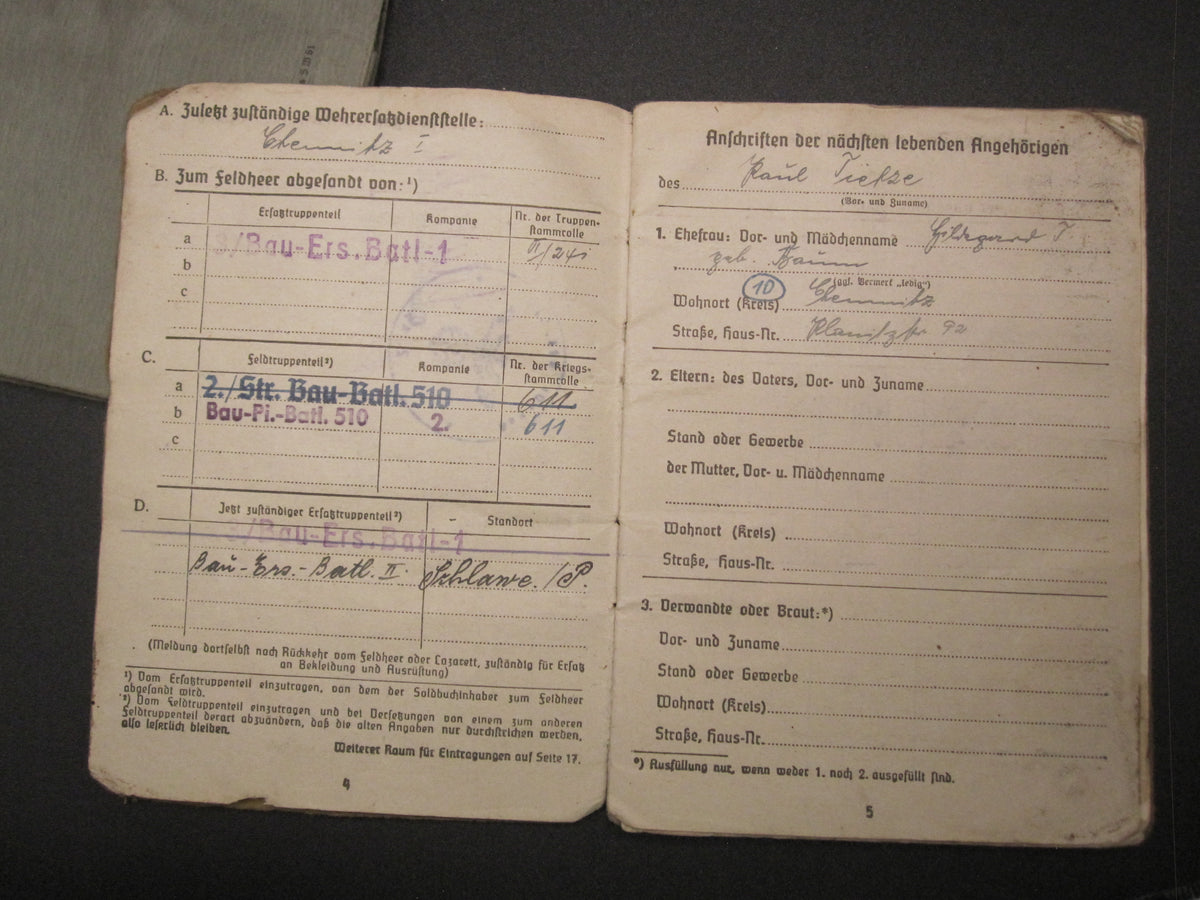 A. Zuletzt zuständige Wehrersatzdienststelle:
Chemnitz I
B. Zum Feldheer abgesandt von:¹)
Ersatztruppenteil Kompanie Nr. der Truppen-
stammrolle
a 3/Bau-Ers.Batl-1 II/241
b
c
C. Feldtruppenteil²) Kompanie Nr. der Kriegs-
stammrolle
a 2./Str. Bau-Batl. 510 611
b Bau-Pi.-Batl. 510 2. 611
c
D. Jetzt zuständiger Ersatztruppenteil²) Standort
/Bau-Ers.Batl-1
Bau-Ers.-Batl. II. Schlawe./P.
(Meldung dortselbst nach Rückkehr vom Feldheer oder Lazarett, zuständig für Ersatz
an Bekleidung und Ausrüstung)
¹) Vom Ersatztruppenteil einzutragen, von dem der Soldbuchinhaber zum Feldheer
abgesandt wird.
²) Vom Feldtruppenteil einzutragen und bei Versetzungen von einem zum anderen
Feldtruppenteil derart abzuändern, daß die alten Angaben nur durchstrichen werden,
also leserlich bleiben.
Weiterer Raum für Eintragungen auf Seite 17.
4
Anschriften der nächsten lebenden Angehörigen
des Paul Tietze
(Vor- und Zuname)
1. Ehefrau: Vor- und Mädchenname Hildegard T.
geb. Baum
(ggf. Vermerk „ledig“)
10
Wohnort (Kreis) Chemnitz
Straße, Haus-Nr. 92
2. Eltern: des Vaters, Vor- und Zuname
Stand oder Gewerbe
der Mutter, Vor- u. Mädchenname
Wohnort (Kreis)
Straße, Haus-Nr.
3. Verwandte oder Braut:*)
Vor- und Zuname
Stand oder Gewerbe
Wohnort (Kreis)
Straße, Haus-Nr.
*) Ausfüllung nur, wenn weder 1. noch 2. ausgefüllt sind.
5